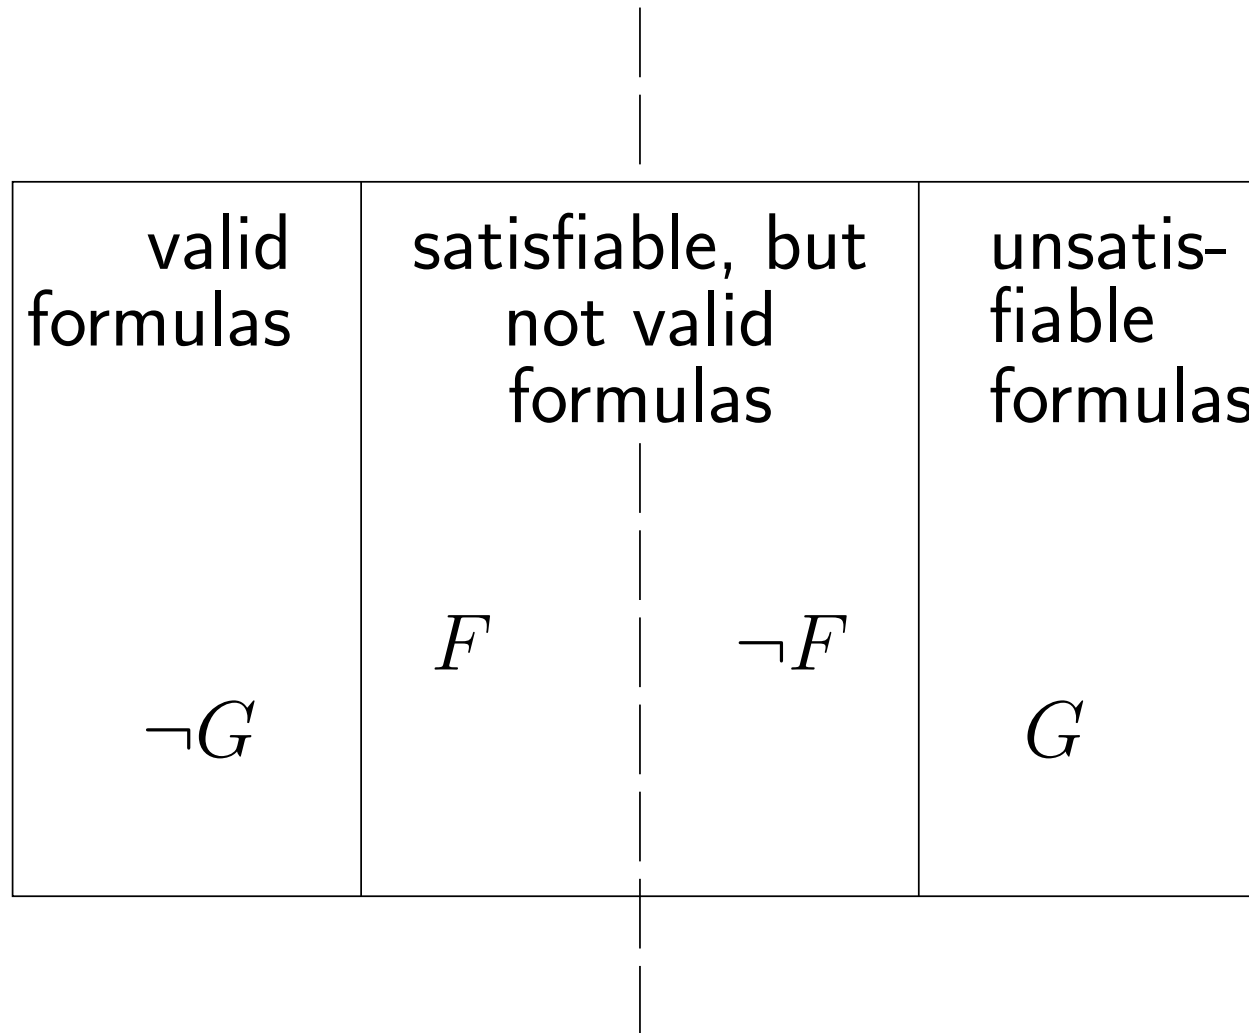 valid
formulas
satisfiable, but
not valid
formulas
unsatis-
fiable
formulas
F
¬F
¬G
G